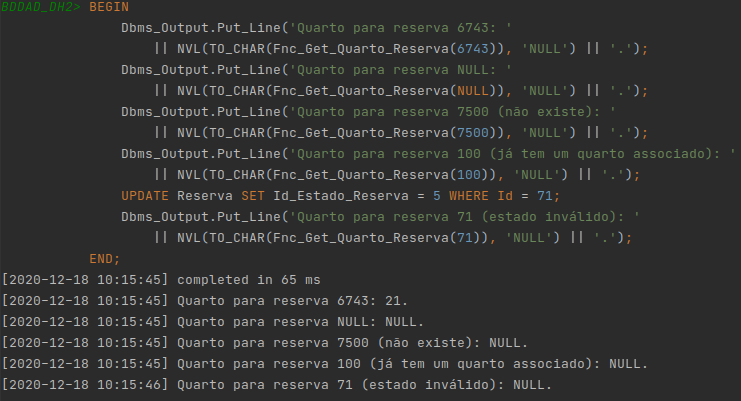 BDDAD_DH2> BEGIN
Dbms_Output.Put_Line('Quarto para reserva 6743: '
|| NVL(TO_CHAR(Fnc_Get_Quarto_Reserva(6743)), 'NULL') || '.');
Dbms_Output.Put_Line('Quarto para reserva NULL: '
|| NVL(TO_CHAR(Fnc_Get_Quarto_Reserva(NULL)), 'NULL') || '.');
Dbms_Output.Put_Line('Quarto para reserva 7500 (não existe): '
|| NVL(TO_CHAR(Fnc_Get_Quarto_Reserva(7500)), 'NULL') || '.');
Dbms_Output.Put_Line('Quarto para reserva 100 (já tem um quarto associado): '
|| NVL(TO_CHAR(Fnc_Get_Quarto_Reserva(100)), 'NULL') || '.');
UPDATE Reserva SET Id_Estado_Reserva = 5 WHERE Id = 71;
Dbms_Output.Put_Line('Quarto para reserva 71 (estado inválido): '
|| NVL(TO_CHAR(Fnc_Get_Quarto_Reserva(71)), 'NULL') || '.');
END;
[2020-12-18 10:15:45] completed in 65 ms
[2020-12-18 10:15:45] Quarto para reserva 6743: 21.
[2020-12-18 10:15:45] Quarto para reserva NULL: NULL.
[2020-12-18 10:15:45] Quarto para reserva 7500 (não existe): NULL.
[2020-12-18 10:15:45] Quarto para reserva 100 (já tem um quarto associado): NULL.
[2020-12-18 10:15:46] Quarto para reserva 71 (estado inválido): NULL.